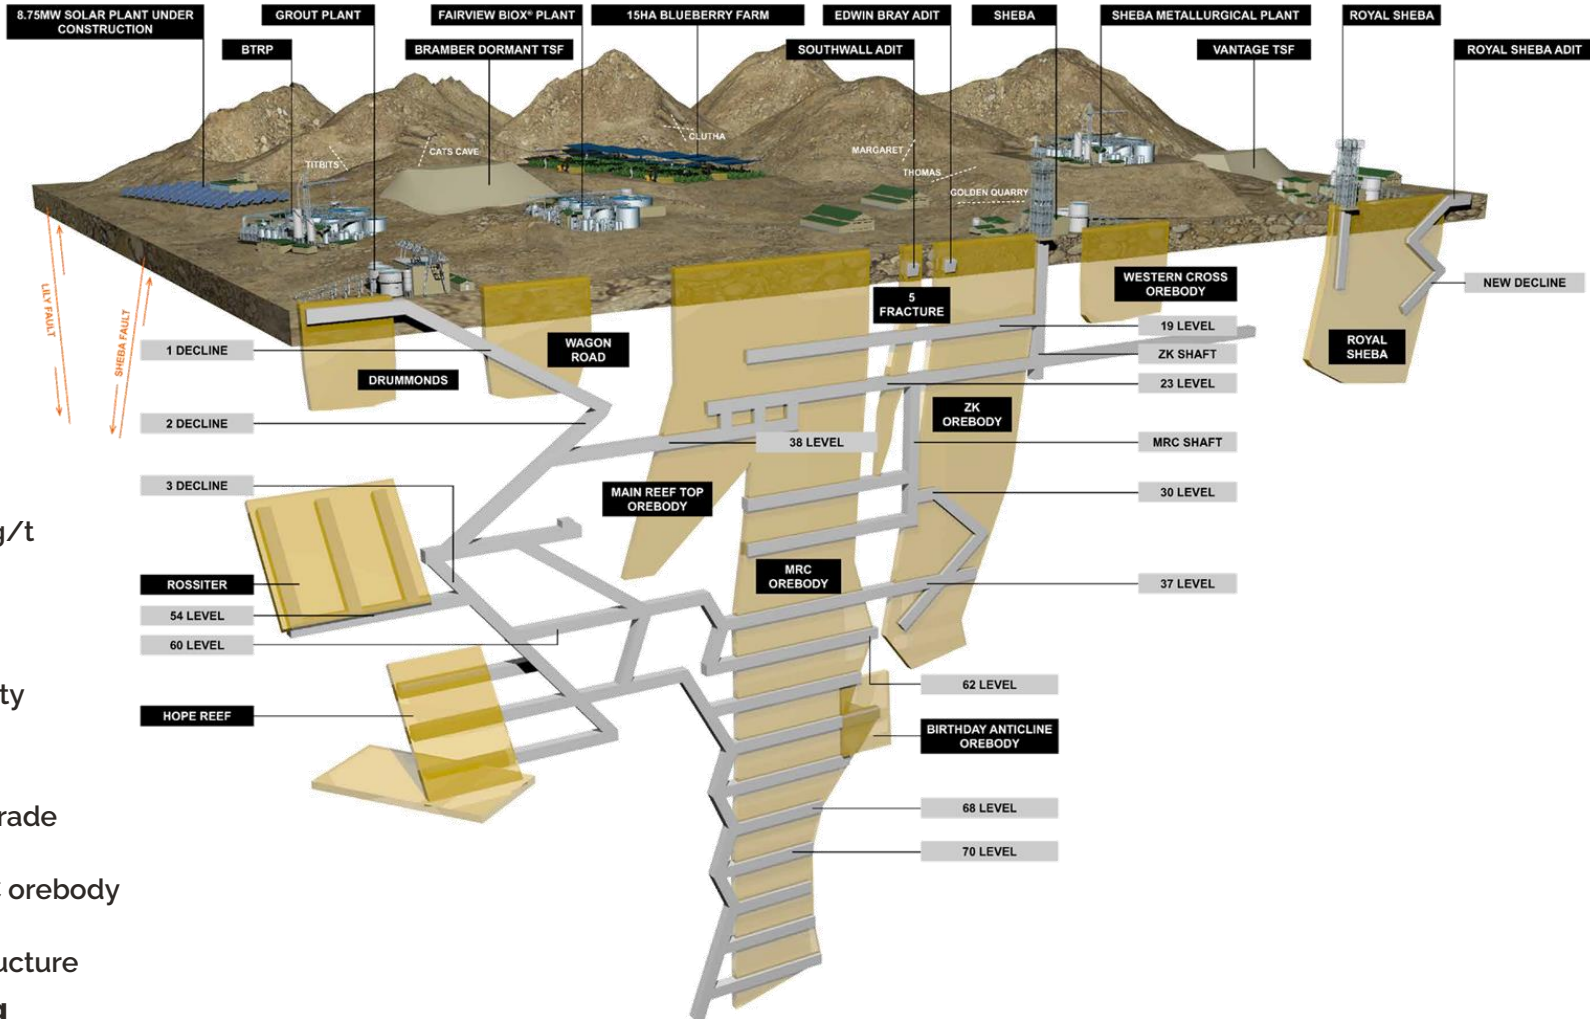 8.75MW SOLAR PLANT UNDER
CONSTRUCTION
GROUT PLANT
FAIRVIEW BIOX® PLANT
15HA BLUEBERRY FARM
EDWIN BRAY ADIT
SHEBA
SHEBA METALLURGICAL PLANT
ROYAL SHEBA
BTRP
BRAMBER DORMANT TSF
SOUTHWALL ADIT
VANTAGE TSF
ROYAL SHEBA ADIT
CLUTHA
TITBITS
CATS CAVE
MARGARET
THOMAS
GOLDEN QUARRY
LILY FAULT
SHEBA FAULT
WESTERN CROSS
OREBODY
NEW DECLINE
5
FRACTURE
19 LEVEL
1 DECLINE
WAGON
ROAD
ZK SHAFT
ROYAL
SHEBA
DRUMMONDS
23 LEVEL
2 DECLINE
ZK
OREBODY
38 LEVEL
MRC SHAFT
3 DECLINE
MAIN REEF TOP
OREBODY
30 LEVEL
g/t
ROSSITER
MRC
OREBODY
37 LEVEL
54 LEVEL
60 LEVEL
62 LEVEL
ty
HOPE REEF
BIRTHDAY ANTICLINE
OREBODY
rade
68 LEVEL
70 LEVEL
orebody
ucture